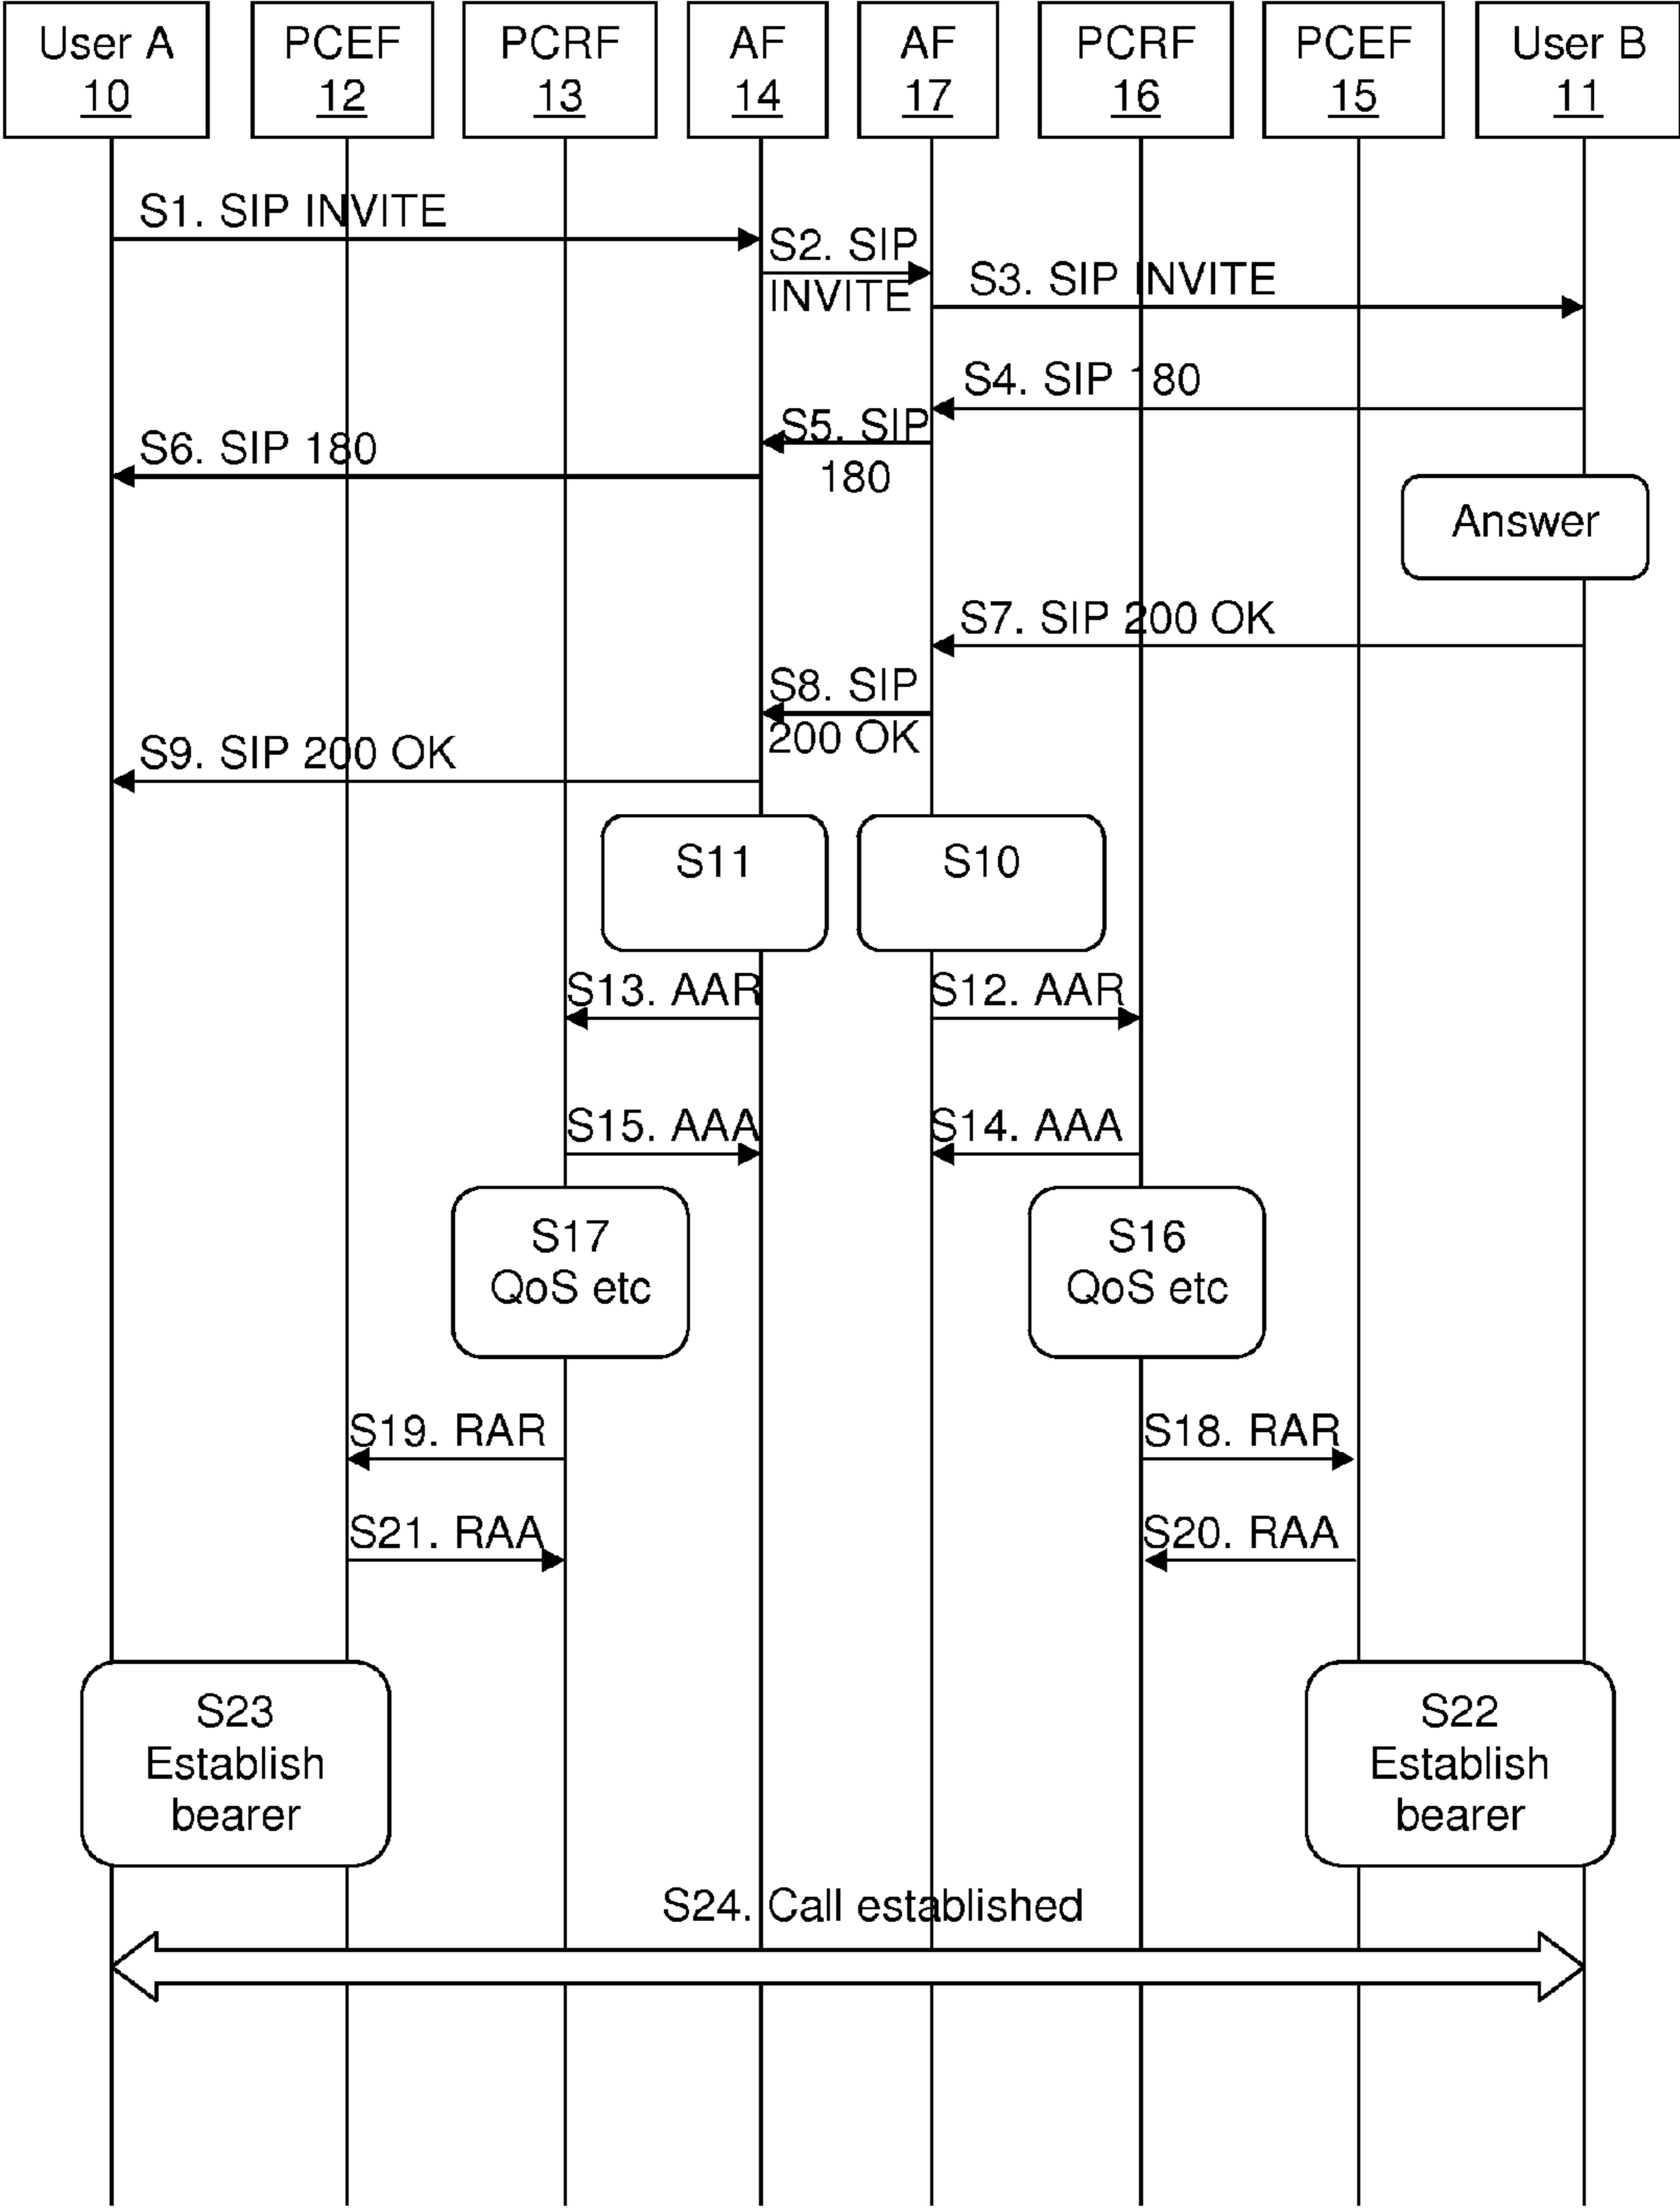 User A
10
PCEF
12
PCRF
13
AF
14
AF
17
PCRF
16
PCEF
15
User B
11
S1. SIP INVITE
S2. SIP
INVITE
S3. SIP INVITE
S4. SIP 180
S5. SIP
180
S6. SIP 180
Answer
S7. SIP 200 OK
S8. SIP
200 OK
S9. SIP 200 OK
S11
S10
S13. AAR
S12. AAR
S15. AAA
S14. AAA
S17
QoS etc
S16
QoS etc
S19. RAR
S18. RAR
S21. RAA
S20. RAA
S23
Establish
bearer
S22
Establish
bearer
S24. Call established